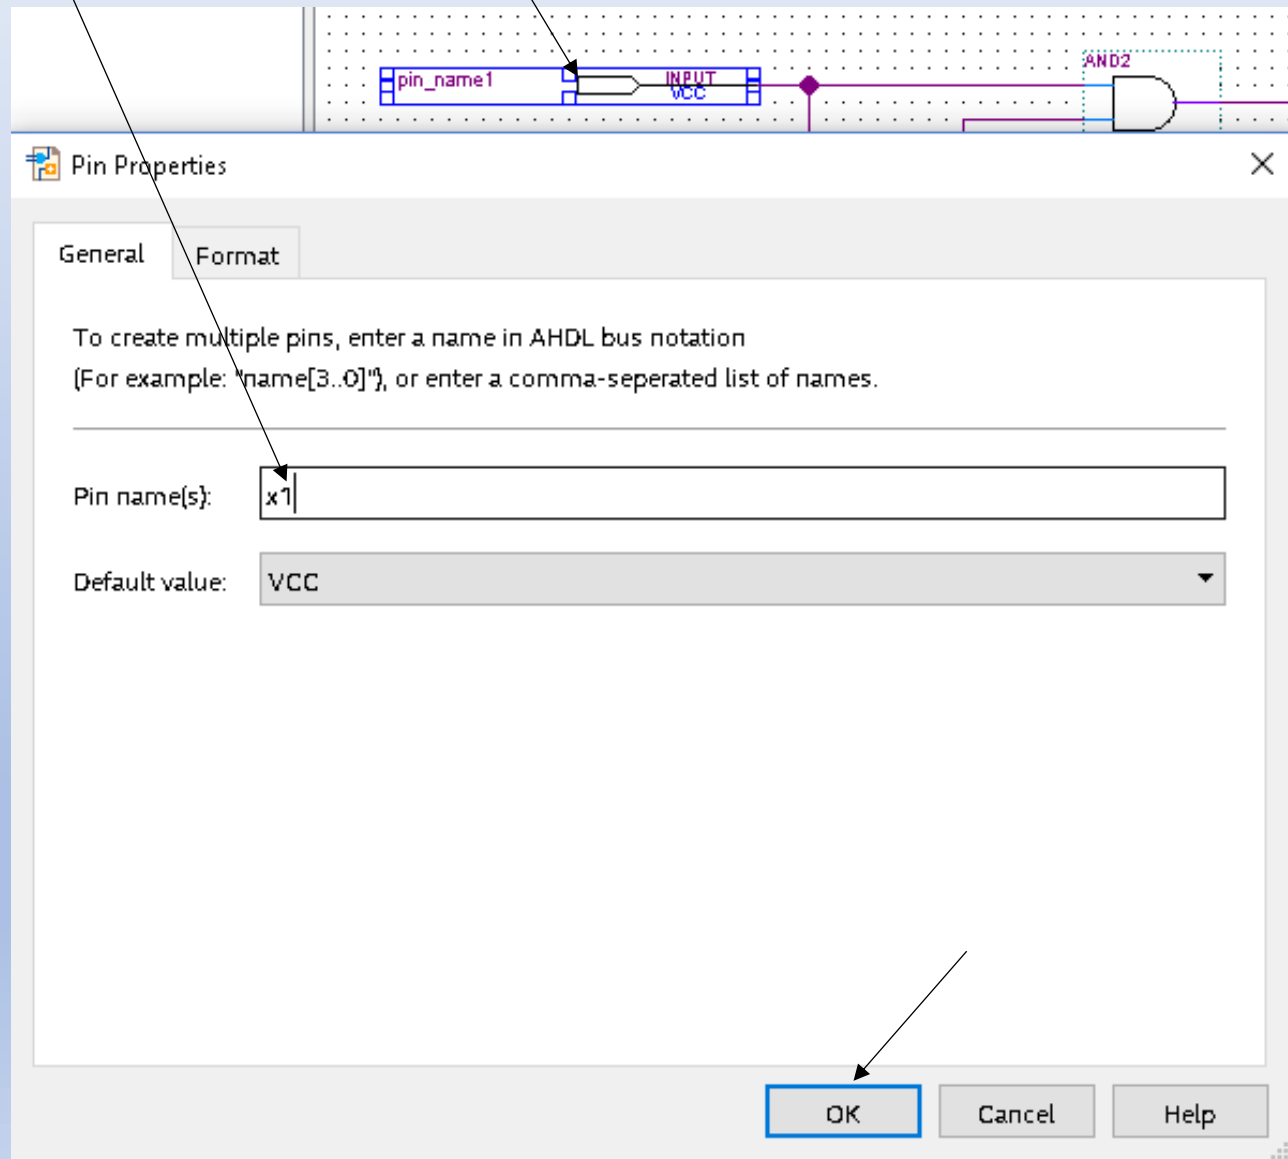 pin_name1
INPUT
VCC
AND2
Pin Properties
General
Format
To create multiple pins, enter a name in AHDL bus notation
(For example: "name[3..0]"), or enter a comma-seperated list of names.
Pin name(s):
x1
Default value:
VCC
OK
Cancel
Help